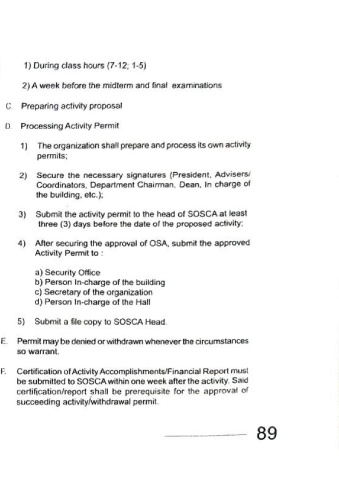 1) During class hours (7-12; 1-5)
2) A week before the midterm and final examinations
C. Preparing activity proposal
D. Processing Activity Permit
1) The organization shall prepare and process its own activity
permits;
2) Secure the necessary signatures (President, Advisers/
Coordinators, Department Chairman, Dean, In charge of
the building, etc.);
3) Submit the activity permit to the head of SOSCA at least
three (3) days before the date of the proposed activity;
4) After securing the approval of OSA, submit the approved
Activity Permit to :
a) Security Office
b) Person In-charge of the building
c) Secretary of the organization
d) Person In-charge of the Hall
5) Submit a file copy to SOSCA Head.
E. Permit may be denied or withdrawn whenever the circumstances
so warrant.
F. Certification of Activity Accomplishments/Financial Report must
be submitted to SOSCA within one week after the activity. Said
certification/report shall be prerequisite for the approval of
succeeding activity/withdrawal permit.
89